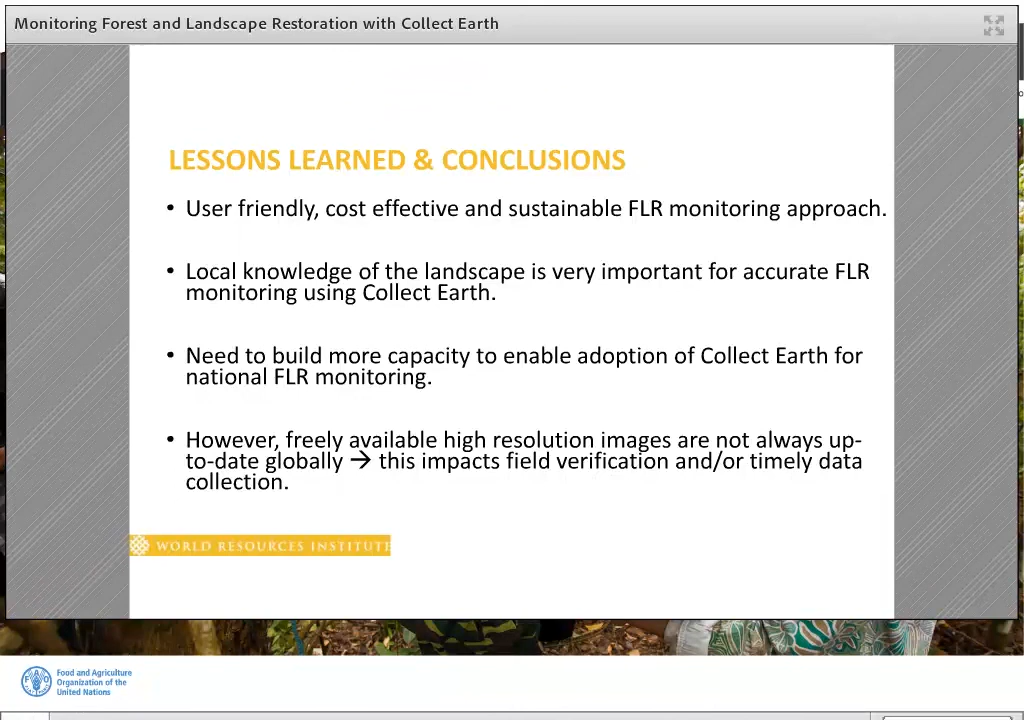 Monitoring Forest and Landscape Restoration with Collect Earth
LESSONS LEARNED & CONCLUSIONS
• User friendly, cost effective and sustainable FLR monitoring approach.
• Local knowledge of the landscape is very important for accurate FLR
monitoring using Collect Earth.
• Need to build more capacity to enable adoption of Collect Earth for
national FLR monitoring.
• However, freely available high resolution images are not always up-
to-date globally → this impacts field verification and/or timely data
collection.
WORLD RESOURCES INSTITUTE
Food and Agriculture
Organization of the
United Nations